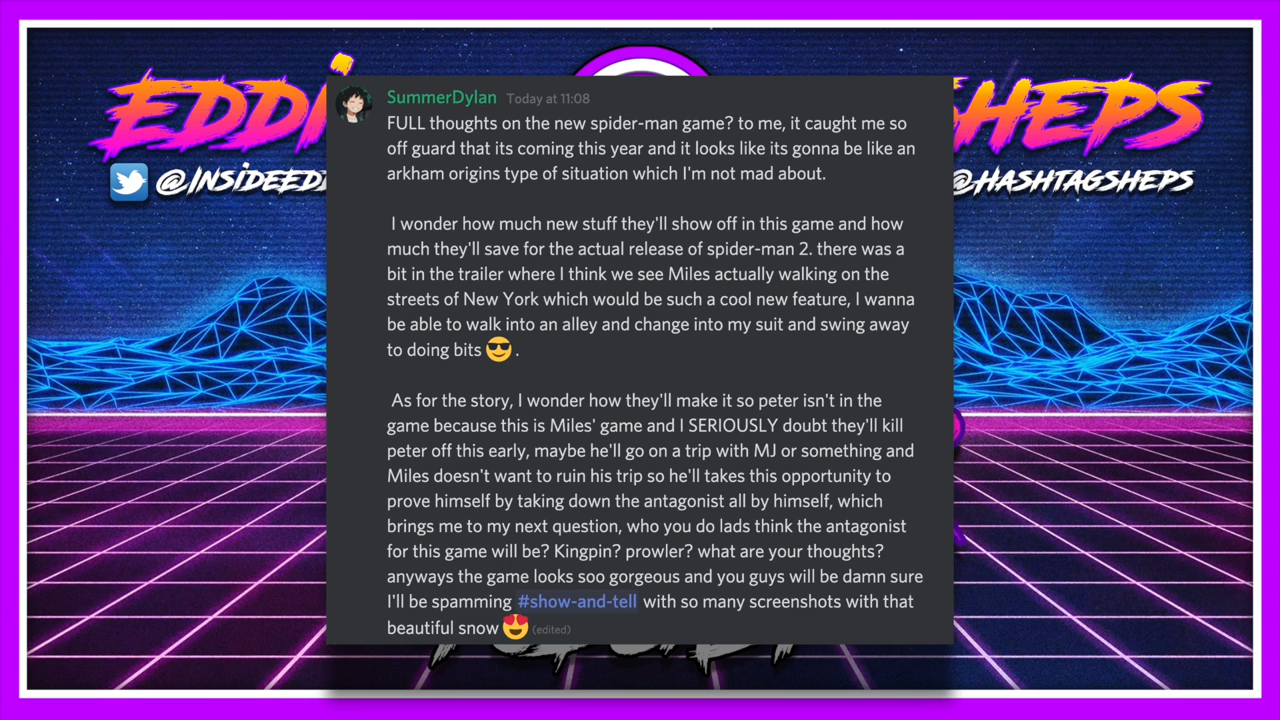 EDDI
SHEPS
@INSIDEEDI
@HASHTAGSHEPS
SummerDylan Today at 11:08
FULL thoughts on the new spider-man game? to me, it caught me so
off guard that its coming this year and it looks like its gonna be like an
arkham origins type of situation which I'm not mad about.
I wonder how much new stuff they'll show off in this game and how
much they'll save for the actual release of spider-man 2. there was a
bit in the trailer where I think we see Miles actually walking on the
streets of New York which would be such a cool new feature, I wanna
be able to walk into an alley and change into my suit and swing away
to doing bits 😎 .
As for the story, I wonder how they'll make it so peter isn't in the
game because this is Miles' game and I SERIOUSLY doubt they'll kill
peter off this early, maybe he'll go on a trip with MJ or something and
Miles doesn't want to ruin his trip so he'll takes this opportunity to
prove himself by taking down the antagonist all by himself, which
brings me to my next question, who you do lads think the antagonist
for this game will be? Kingpin? prowler? what are your thoughts?
anyways the game looks soo gorgeous and you guys will be damn sure
I'll be spamming #show-and-tell with so many screenshots with that
beautiful snow 😍 (edited)